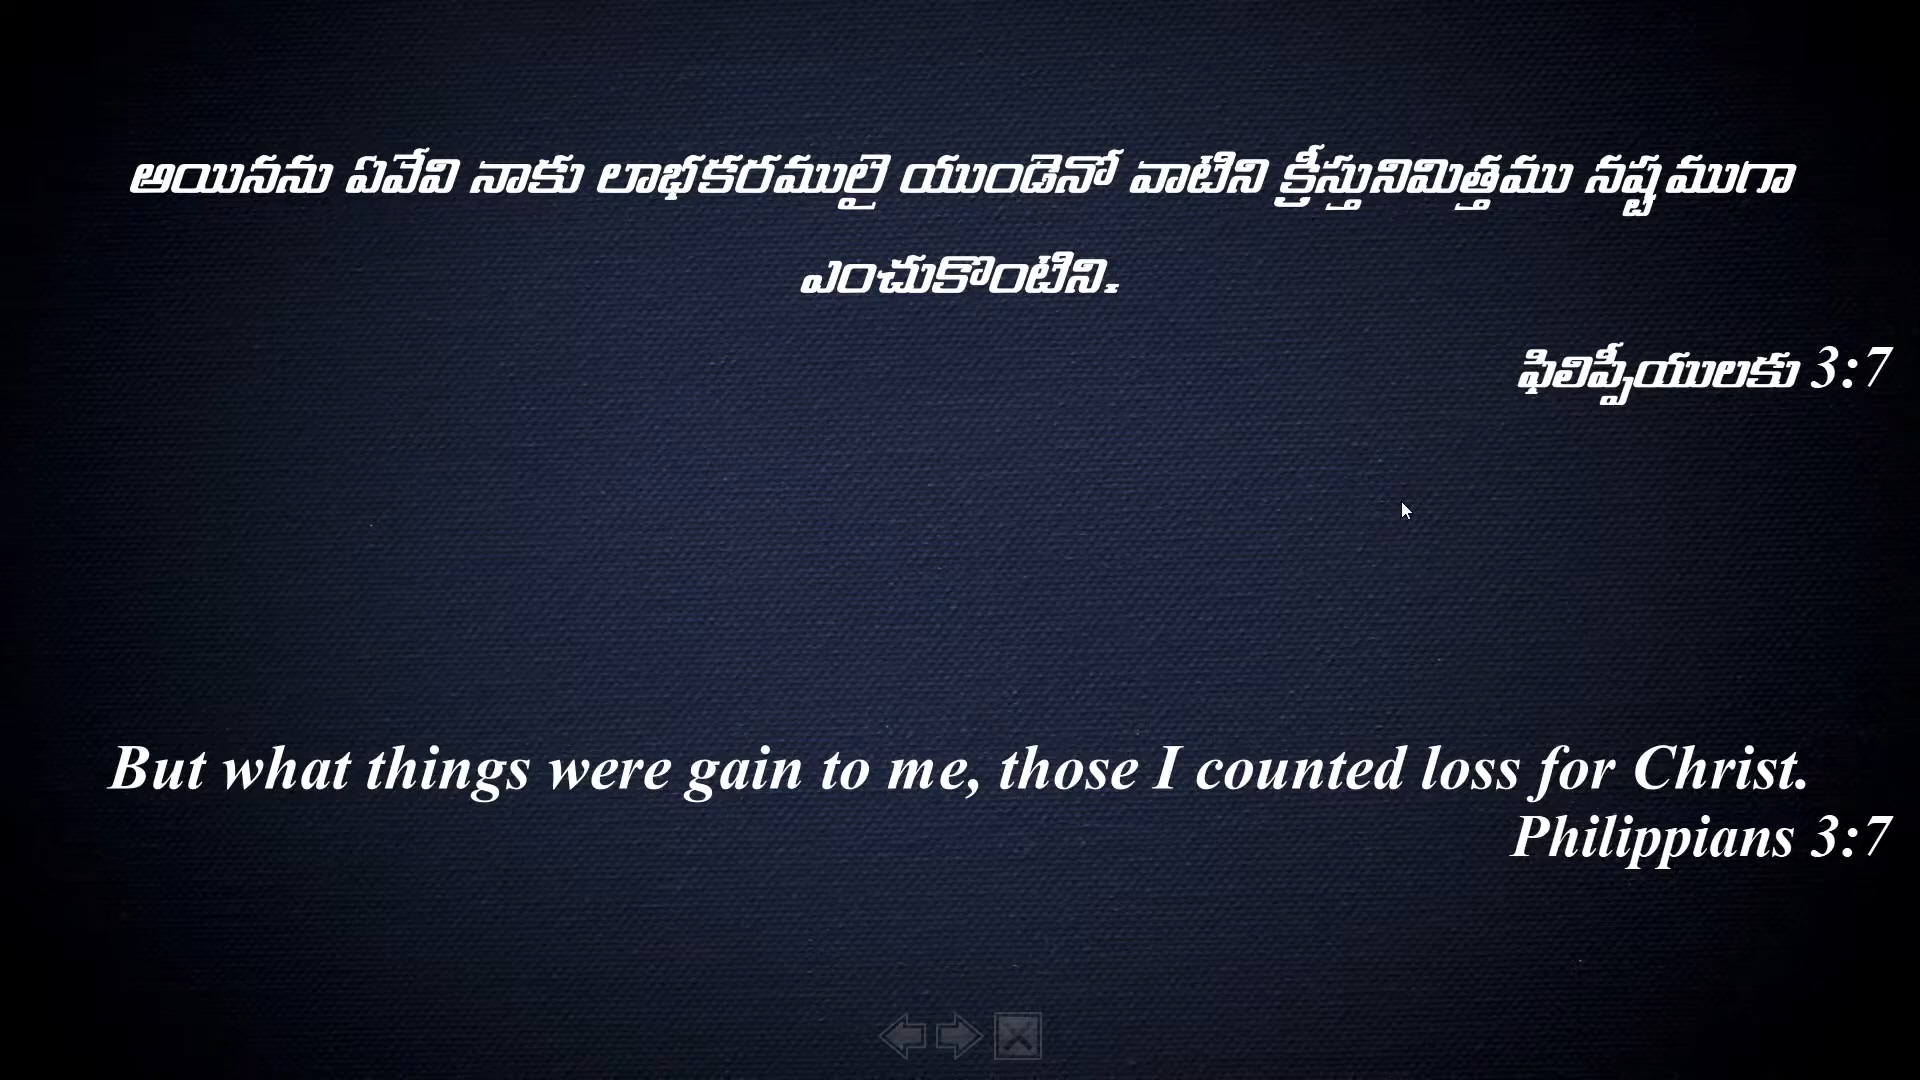 అయినను ఏవేవి నాకు లాభకరములై యుండెనో వాటిని క్రీస్తునిమిత్తము నష్టముగా
ఎంచుకొంటిని.
ఫిలిప్పీయులకు 3:7
But what things were gain to me, those I counted loss for Christ.
Philippians 3:7